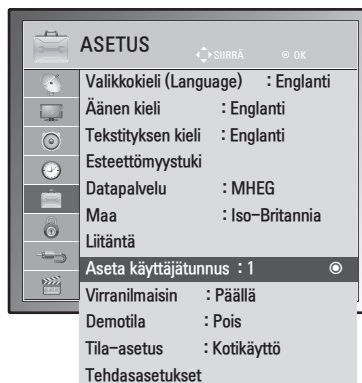 ASETUS
SIIRRÄ
OK
Valikkokieli (Language) : Englanti
Äänen kieli : Englanti
Tekstityksen kieli : Englanti
Esteettömyystuki
Datapalvelu : MHEG
Maa : Iso-Britannia
Liitäntä
Aseta käyttäjätunnus : 1
Virranilmaisin : Päällä
Demotila : Pois
Tila-asetus : Kotikäyttö
Tehdasasetukset